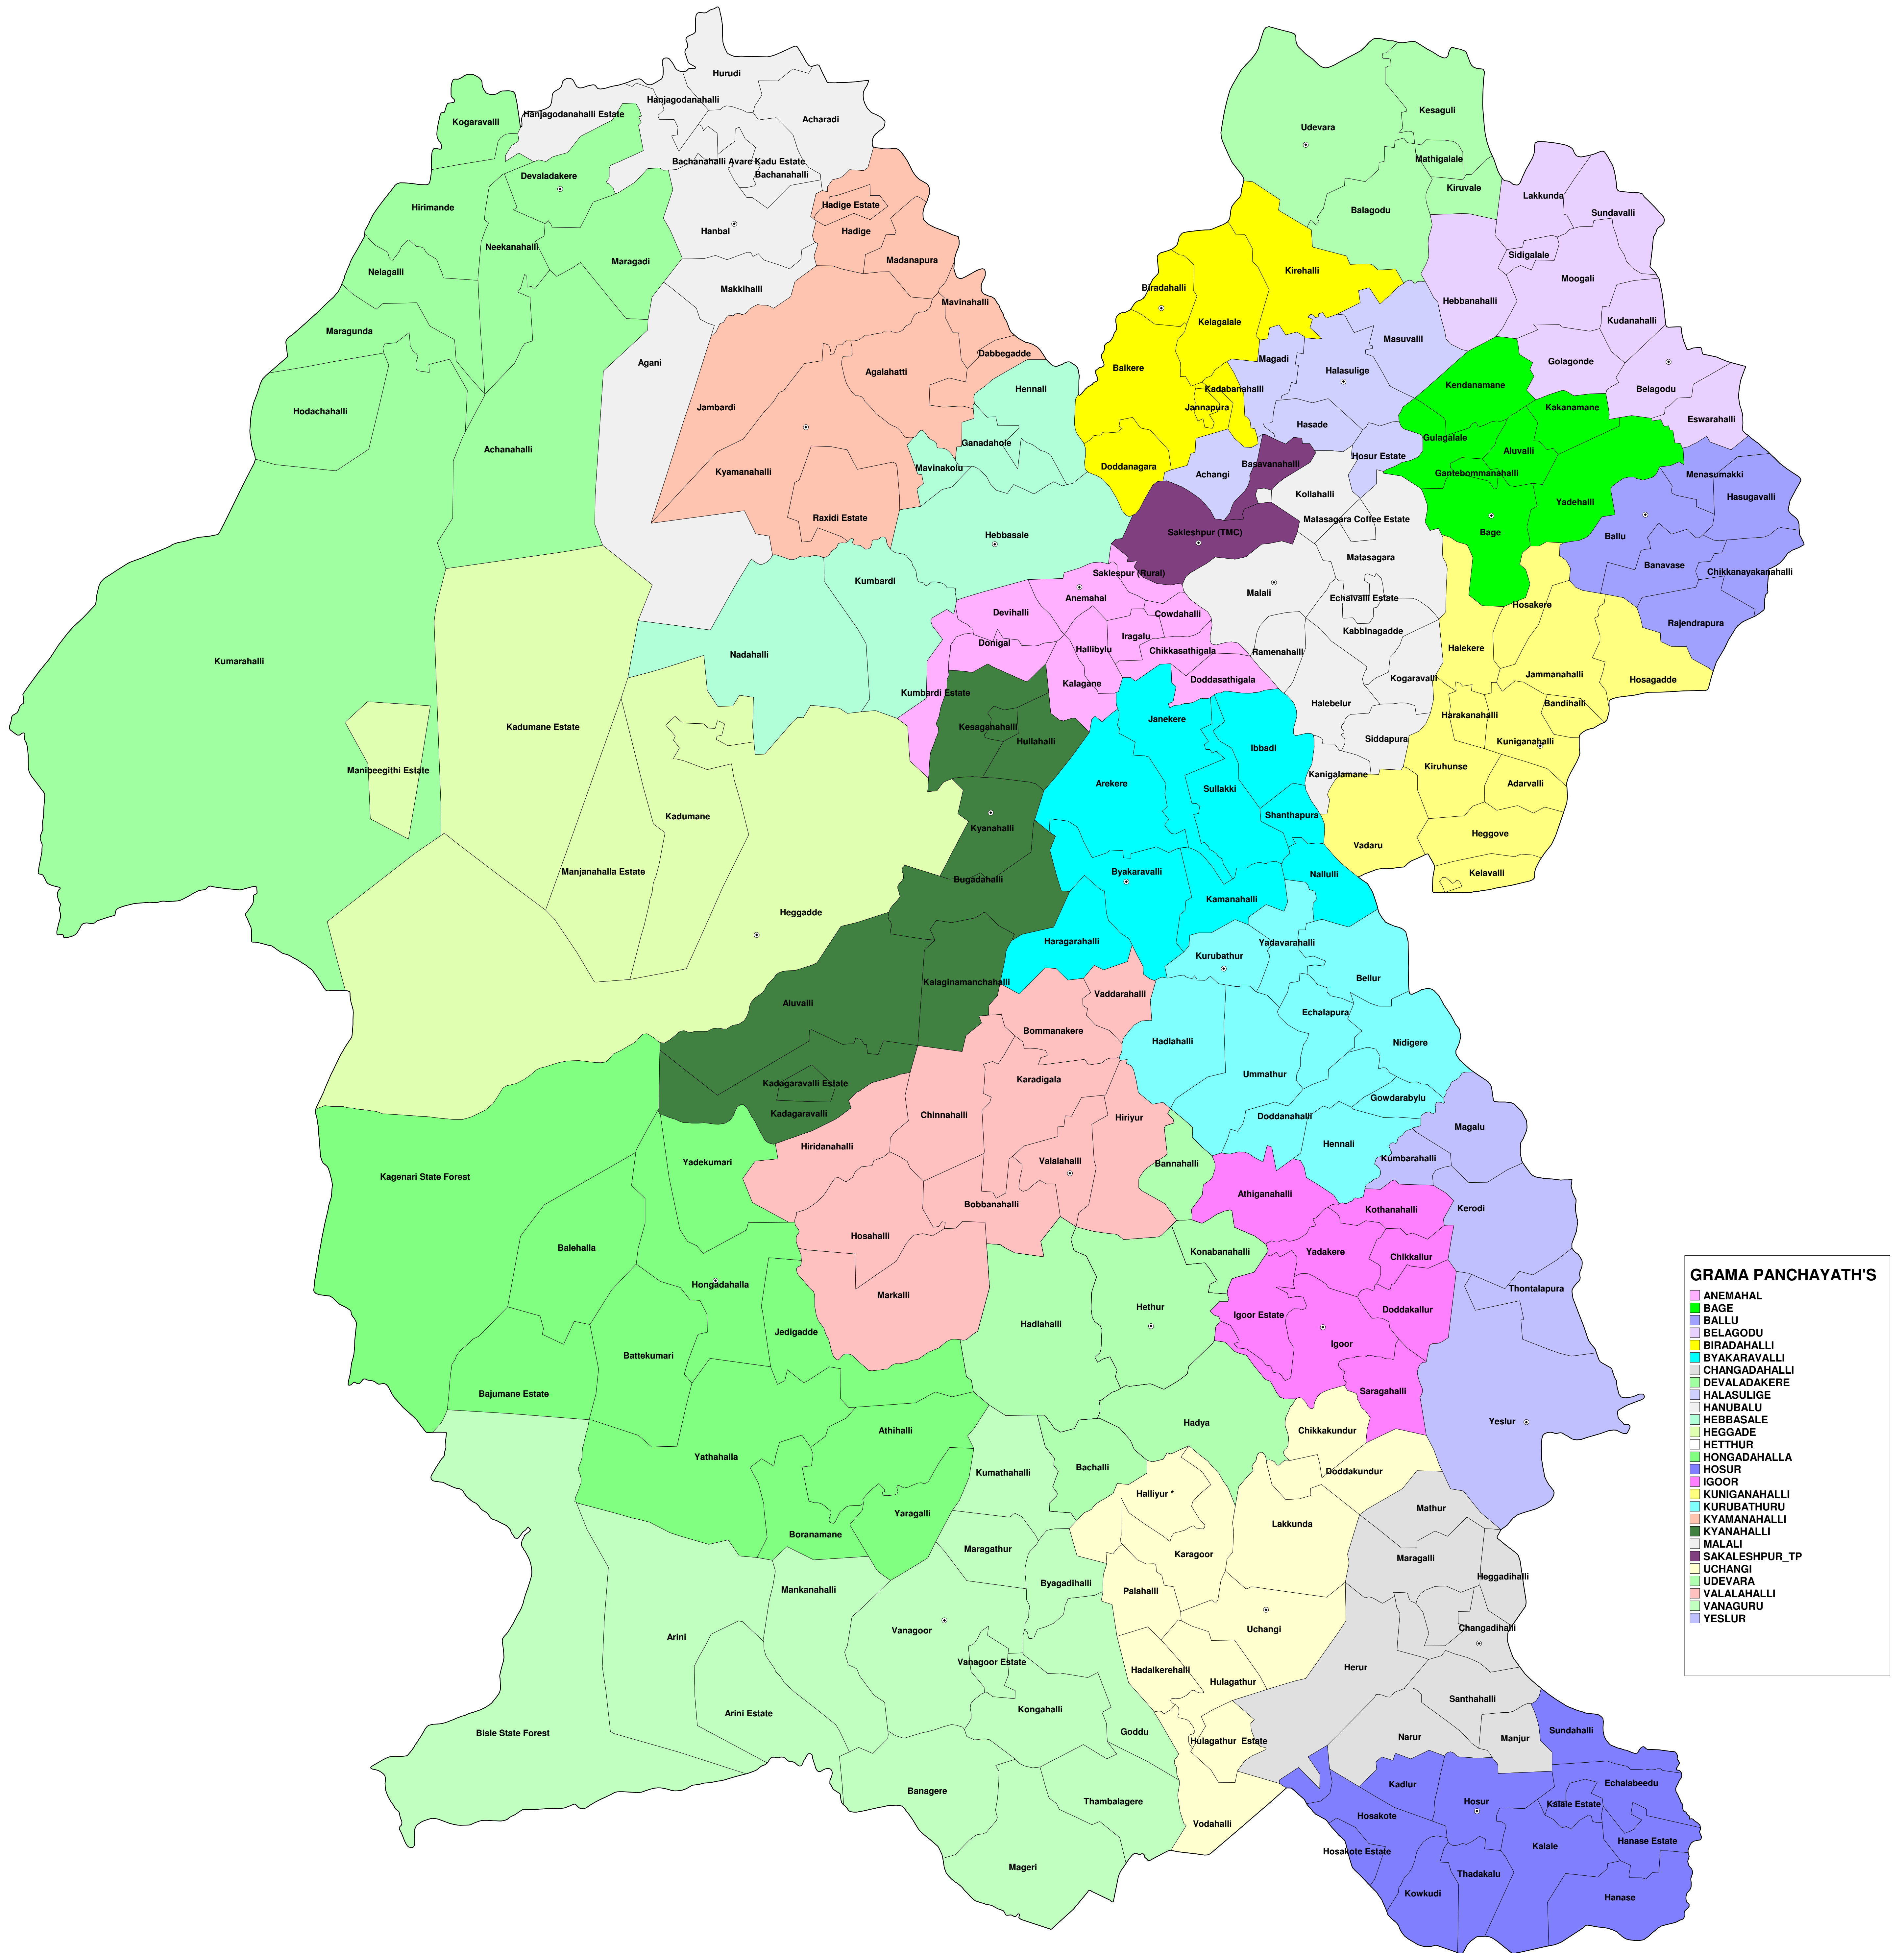 Hurudi
Hanjagodanahalli
Hanjagodanahalli Estate
Kogaravalli
Acharadi
Bachanahalli Avare Kadu Estate
Bachanahalli
Devaladakere
Hirimande
Hadige Estate
Hanbal
Hadige
Neekanahalli
Maragadi
Madanapura
Nelagalli
Makkihalli
Mavinahalli
Maragunda
Dabbegadde
Agani
Agalahatti
Hennali
Hodachahalli
Jambardi
Achanahalli
Ganadahole
Kyamanahalli
Mavinakolu
Raxidi Estate
Hebbasale
Kumbardi
Nadahalli
Kumarahalli
Kadumane Estate
Manibeegithi Estate
Kadumane
Manjanahalla Estate
Heggadde
Udevara
Kesaguli
Mathigalale
Kiruvale
Balagodu
Lakkunda
Sundavalli
Sidigalale
Moogali
Hebbanahalli
Kudanahalli
Golagonde
Belagodu
Eswarahalli
Kirehalli
Biradahalli
Kelagalale
Baikere
Kadabanahalli
Jannapura
Doddanagara
Magadi
Masuvalli
Halasulige
Hasade
Hosur Estate
Achangi
Basavanahalli
Sakleshpur (TMC)
Kendanamane
Kakanamane
Gulagalale
Aluvalli
Gantebommanahalli
Yadehalli
Bage
Menasumakki
Hasugavalli
Ballu
Banavase
Chikkanayakanahalli
Rajendrapura
Kollahalli
Matasagara Coffee Estate
Matasagara
Malali
Echalvalli Estate
Kabbinagadde
Ramenahalli
Kogaravalli
Halebelur
Siddapura
Kanigalamane
Saklespur (Rural)
Anemahal
Devihalli
Cowdahalli
Donigal
Iragalu
Hallibylu
Chikkasathigala
Kalagane
Doddasathigala
Kumbardi Estate
Hosakere
Halekere
Jammanahalli
Hosagadde
Bandihalli
Harakanahalli
Kuniganahalli
Kiruhunse
Adarvalli
Heggove
Vadaru
Kelavalli
Kesaganahalli
Hullahalli
Kyanahalli
Bugadahalli
Kalaginamanchahalli
Aluvalli
Kadagaravalli Estate
Kadagaravalli
Janekere
Ibbadi
Arekere
Sullakki
Shanthapura
Byakaravalli
Nallulli
Kamanahalli
Haragarahalli
Yadavarahalli
Kurubathur
Bellur
Echalapura
Hadlahalli
Nidigere
Ummathur
Gowdarabylu
Doddanahalli
Hennali
Vaddarahalli
Bommanakere
Karadigala
Chinnahalli
Hiriyur
Hiridanahalli
Valalahalli
Bobbanahalli
Hosahalli
Markalli
Magalu
Kumbarahalli
Kerodi
Thontalapura
Yeslur
Bannahalli
Athiganahalli
Kothanahalli
Konabanahalli
Yadakere
Chikkallur
Igoor Estate
Doddakallur
Igoor
Saragahalli
Hethur
Hadlahalli
Hadya
Bachalli
Kagenari State Forest
Yadekumari
Balehalla
Hongadahalla
Jedigadde
Battekumari
Bajumane Estate
Athihalli
Yathahalla
Yaragalli
Boranamane
Kumathahalli
Maragathur
Byagadihalli
Mankanahalli
Vanagoor
Arini
Vanagoor Estate
Kongahalli
Arini Estate
Goddu
Bisle State Forest
Banagere
Thambalagere
Mageri
Chikkakundur
Doddakundur
Halliyur *
Lakkunda
Karagoor
Palahalli
Uchangi
Hadalkerehalli
Hulagathur
Hulagathur Estate
Vodahalli
Mathur
Maragalli
Heggadihalli
Changadihalli
Herur
Santhahalli
Narur
Manjur
Sundahalli
Kadlur
Echalabeedu
Hosur
Kalale Estate
Hosakote
Hanase Estate
Hosakote Estate
Kalale
Thadakalu
Kowkudi
Hanase
GRAMA PANCHAYATH'S
ANEMAHAL
BAGE
BALLU
BELAGODU
BIRADAHALLI
BYAKARAVALLI
CHANGADAHALLI
DEVALADAKERE
HALASULIGE
HANUBALU
HEBBASALE
HEGGADE
HETTHUR
HONGADAHALLA
HOSUR
IGOOR
KUNIGANAHALLI
KURUBATHURU
KYAMANAHALLI
KYANAHALLI
MALALI
SAKALESHPUR_TP
UCHANGI
UDEVARA
VALALAHALLI
VANAGURU
YESLUR